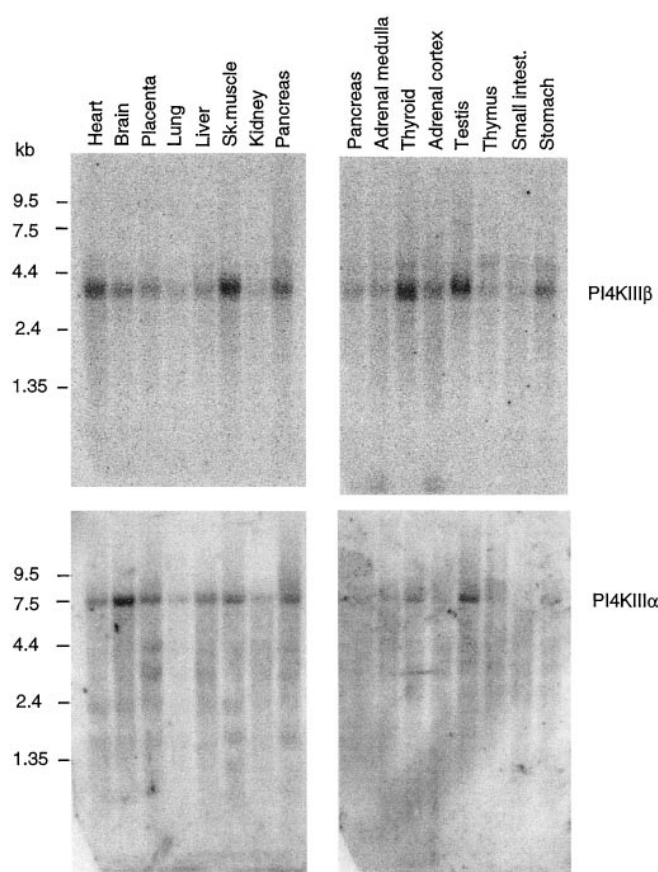 Heart
Brain
Placenta
Lung
Liver
Sk.muscle
Kidney
Pancreas
Pancreas
Adrenal medulla
Thyroid
Adrenal cortex
Testis
Thymus
Small intest.
Stomach
kb
9.5
7.5
4.4
2.4
1.35
PI4KIIIβ
9.5
7.5
4.4
2.4
1.35
PI4KIIIα